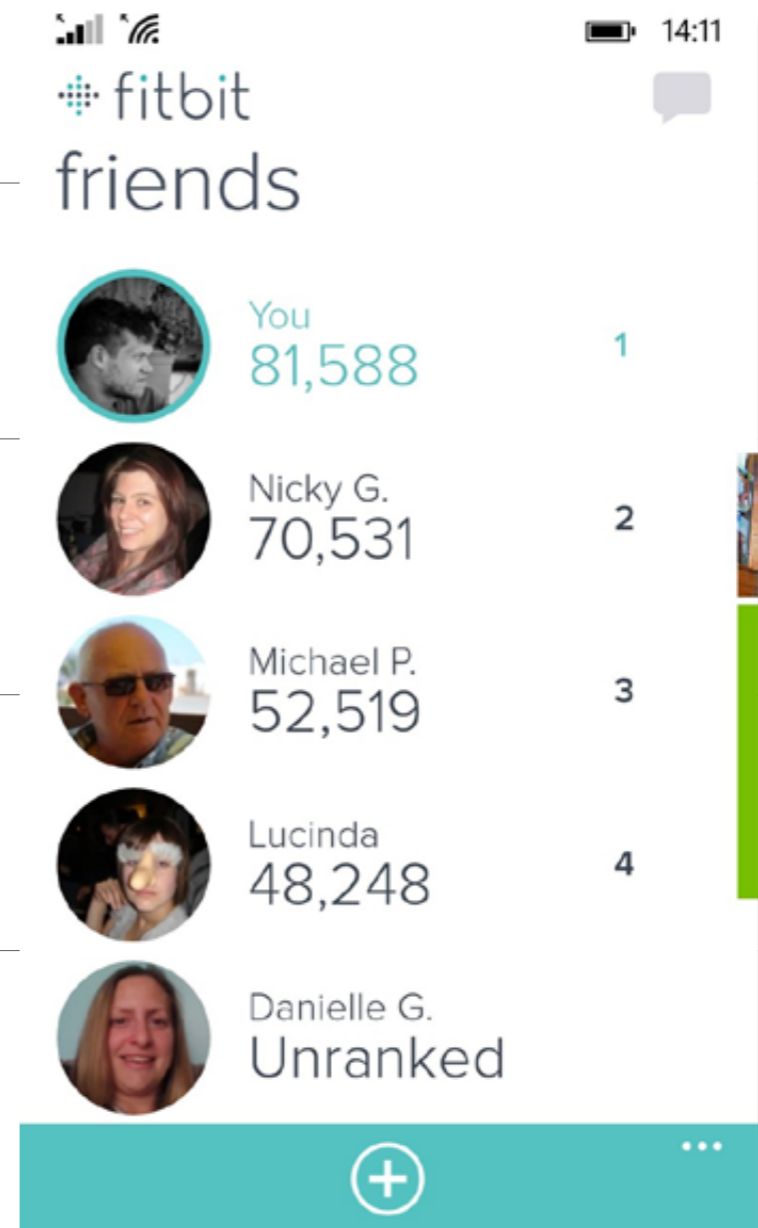 14:11
fitbit
friends
You
81,588
1
Nicky G.
70,531
2
Michael P.
52,519
3
Lucinda
48,248
4
Danielle G.
Unranked